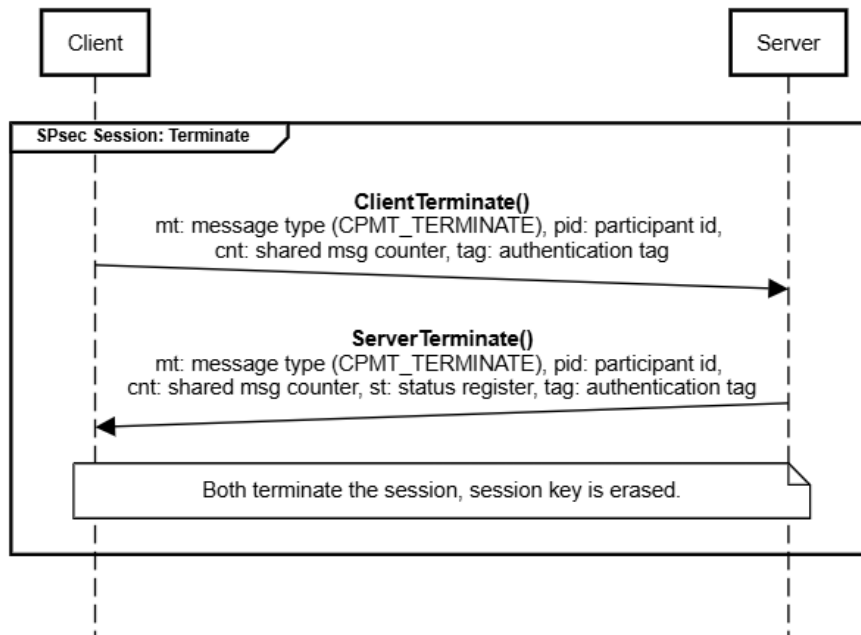 Client
Server
SPsec Session: Terminate
ClientTerminate()
mt: message type (CPMT_TERMINATE), pid: participant id,
cnt: shared msg counter, tag: authentication tag
ServerTerminate()
mt: message type (CPMT_TERMINATE), pid: participant id,
cnt: shared msg counter, st: status register, tag: authentication tag
Both terminate the session, session key is erased.